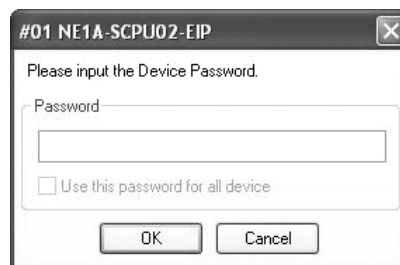 #01 NE1A-SCPU02-EIP
Please input the Device Password.
Password
Use this password for all device
OK
Cancel